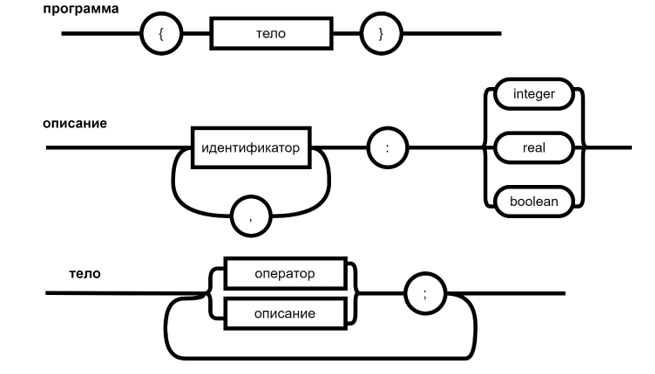 программа
{ тело }
описание
integer
идентификатор : real
,
boolean
тело
оператор
;
описание